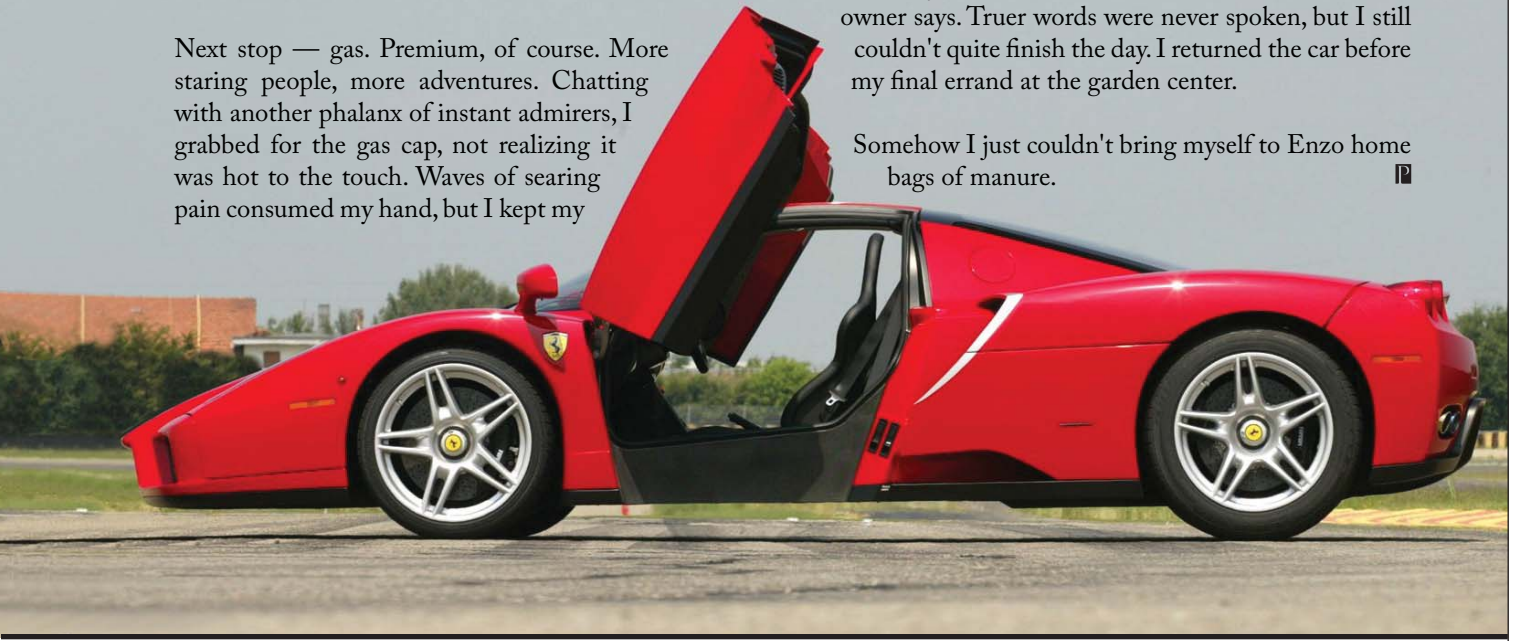 Next stop — gas. Premium, of course. More
staring people, more adventures. Chatting
with another phalanx of instant admirers, I
grabbed for the gas cap, not realizing it
was hot to the touch. Waves of searing
pain consumed my hand, but I kept my
owner says. Truer words were never spoken, but I still
couldn't quite finish the day. I returned the car before
my final errand at the garden center.
Somehow I just couldn't bring myself to Enzo home
bags of manure.